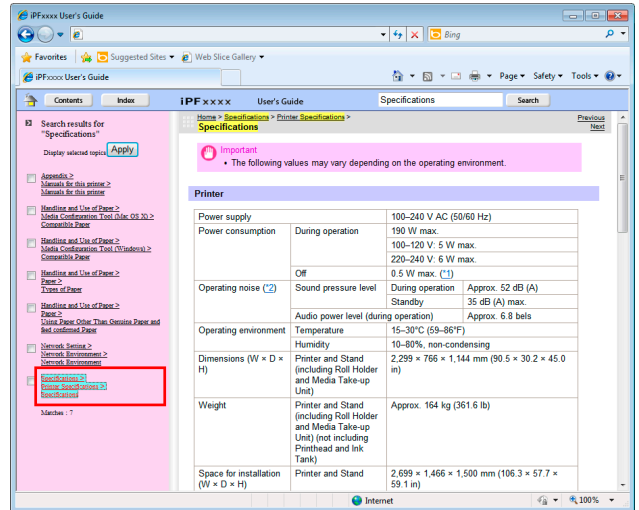 iPFxxxx User's Guide
Bing
Favorites
Suggested Sites
Web Slice Gallery
iPFxxxx User's Guide
Page
Safety
Tools
Contents
Index
iPFxxxx
User's Guide
Specifications
Search
Search results for
"Specifications"
Display selected topics
Apply
Appendix >
Manuals for this printer >
Manuals for this printer
Handling and Use of Paper >
Media Configuration Tool (Mac OS X) >
Compatible Paper
Handling and Use of Paper >
Media Configuration Tool (Windows) >
Compatible Paper
Handling and Use of Paper >
Paper >
Types of Paper
Handling and Use of Paper >
Paper >
Using Paper Other Than Genuine Paper and
feed confirmed Paper
Network Setting >
Network Environment >
Network Environment
Specifications >
Printer Specifications >
Specifications
Matches : 7
Home > Specifications > Printer Specifications >
Specifications
Previous
Next
Important
• The following values may vary depending on the operating environment.
Printer
Power supply 100–240 V AC (50/60 Hz)
Power consumption During operation 190 W max.
100–120 V: 5 W max.
220–240 V: 6 W max.
Off 0.5 W max. (*1)
Operating noise (*2) Sound pressure level During operation Approx. 52 dB (A)
Standby 35 dB (A) max.
Audio power level (during operation) Approx. 6.8 bels
Operating environment Temperature 15–30°C (59–86°F)
Humidity 10–80%, non-condensing
Dimensions (W × D × Printer and Stand 2,299 × 766 × 1,144 mm (90.5 × 30.2 × 45.0
H) (including Roll Holder in)
and Media Take-up
Unit)
Weight Printer and Stand Approx. 164 kg (361.6 lb)
(including Roll Holder
and Media Take-up
Unit) (not including
Printhead and Ink
Tank)
Space for installation Printer and Stand 2,699 × 1,466 × 1,500 mm (106.3 × 57.7 ×
(W × D × H) 59.1 in)
Internet
100%